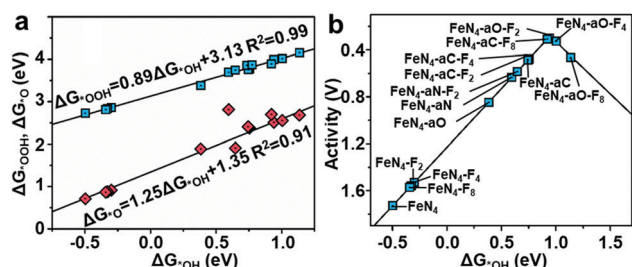 a
ΔG*OOH, ΔG*O (eV)
5
4
3
2
1
0
ΔG*OOH=0.89ΔG*OH+3.13 R²=0.99
ΔG*O=1.25ΔG*OH+1.35 R²=0.91
-0.5
0.0
0.5
1.0
ΔG*OH (eV)
b
Activity (V)
0.4
0.8
1.2
1.6
FeN4-aO-F2
FeN4-aC-F8
FeN4-aO
FeN4-aC-F4
FeN4-aC-F2
FeN4-aC
FeN4-aN-F2
FeN4-aO-F8
FeN4-aN
FeN4-aO
FeN4-F2
FeN4-F4
FeN4-F8
FeN4
-0.5
0.0
0.5
1.0
1.5
ΔG*OH (eV)